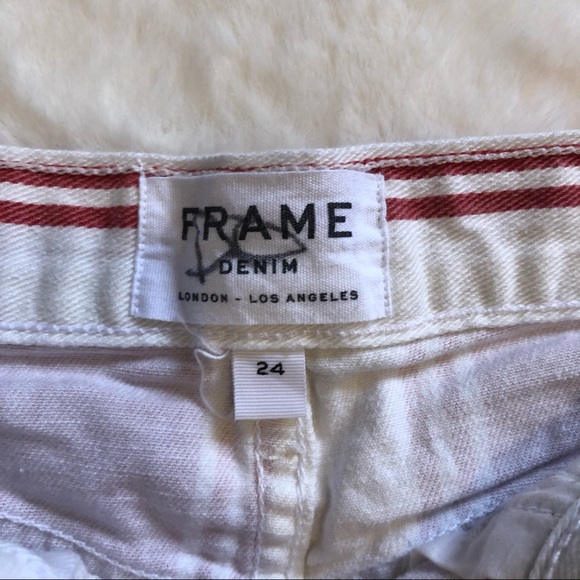 FRAME
DENIM
LONDON - LOS ANGELES
24